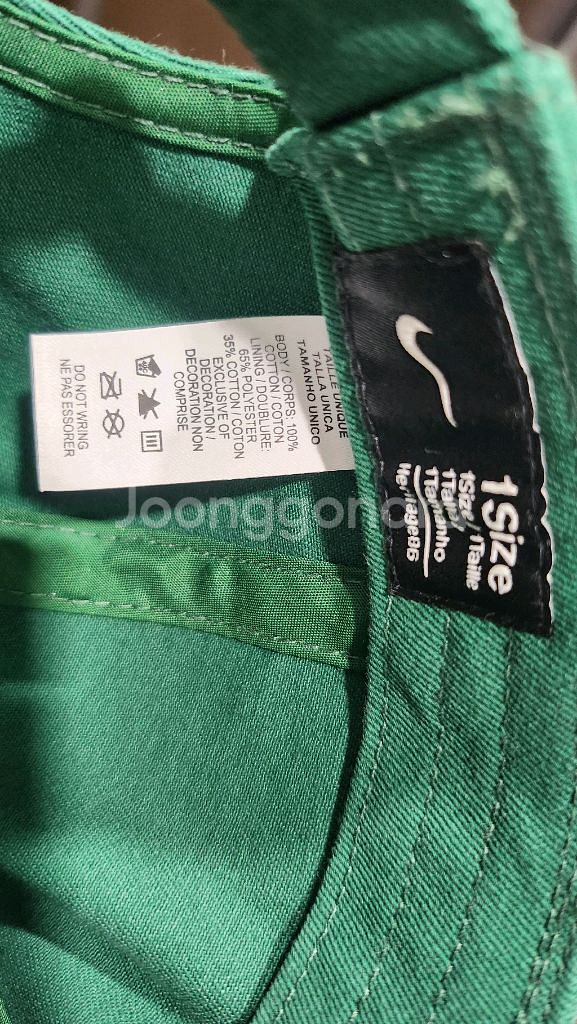 TAILLE UNIQUE
TALLA UNICA
TAMANHO UNICO
BODY / CORPS: 100%
COTTON / COTON
LINING / DOUBLURE:
65% POLYESTER
35% COTTON / COTON
EXCLUSIVE OF
DECORATION /
DECORATION NON
COMPRISE
DO NOT WRING
NE PAS ESSORER
1Size
1Size / 1Taille
1Talla
1Tamanho
Heritage86
Joonggonara